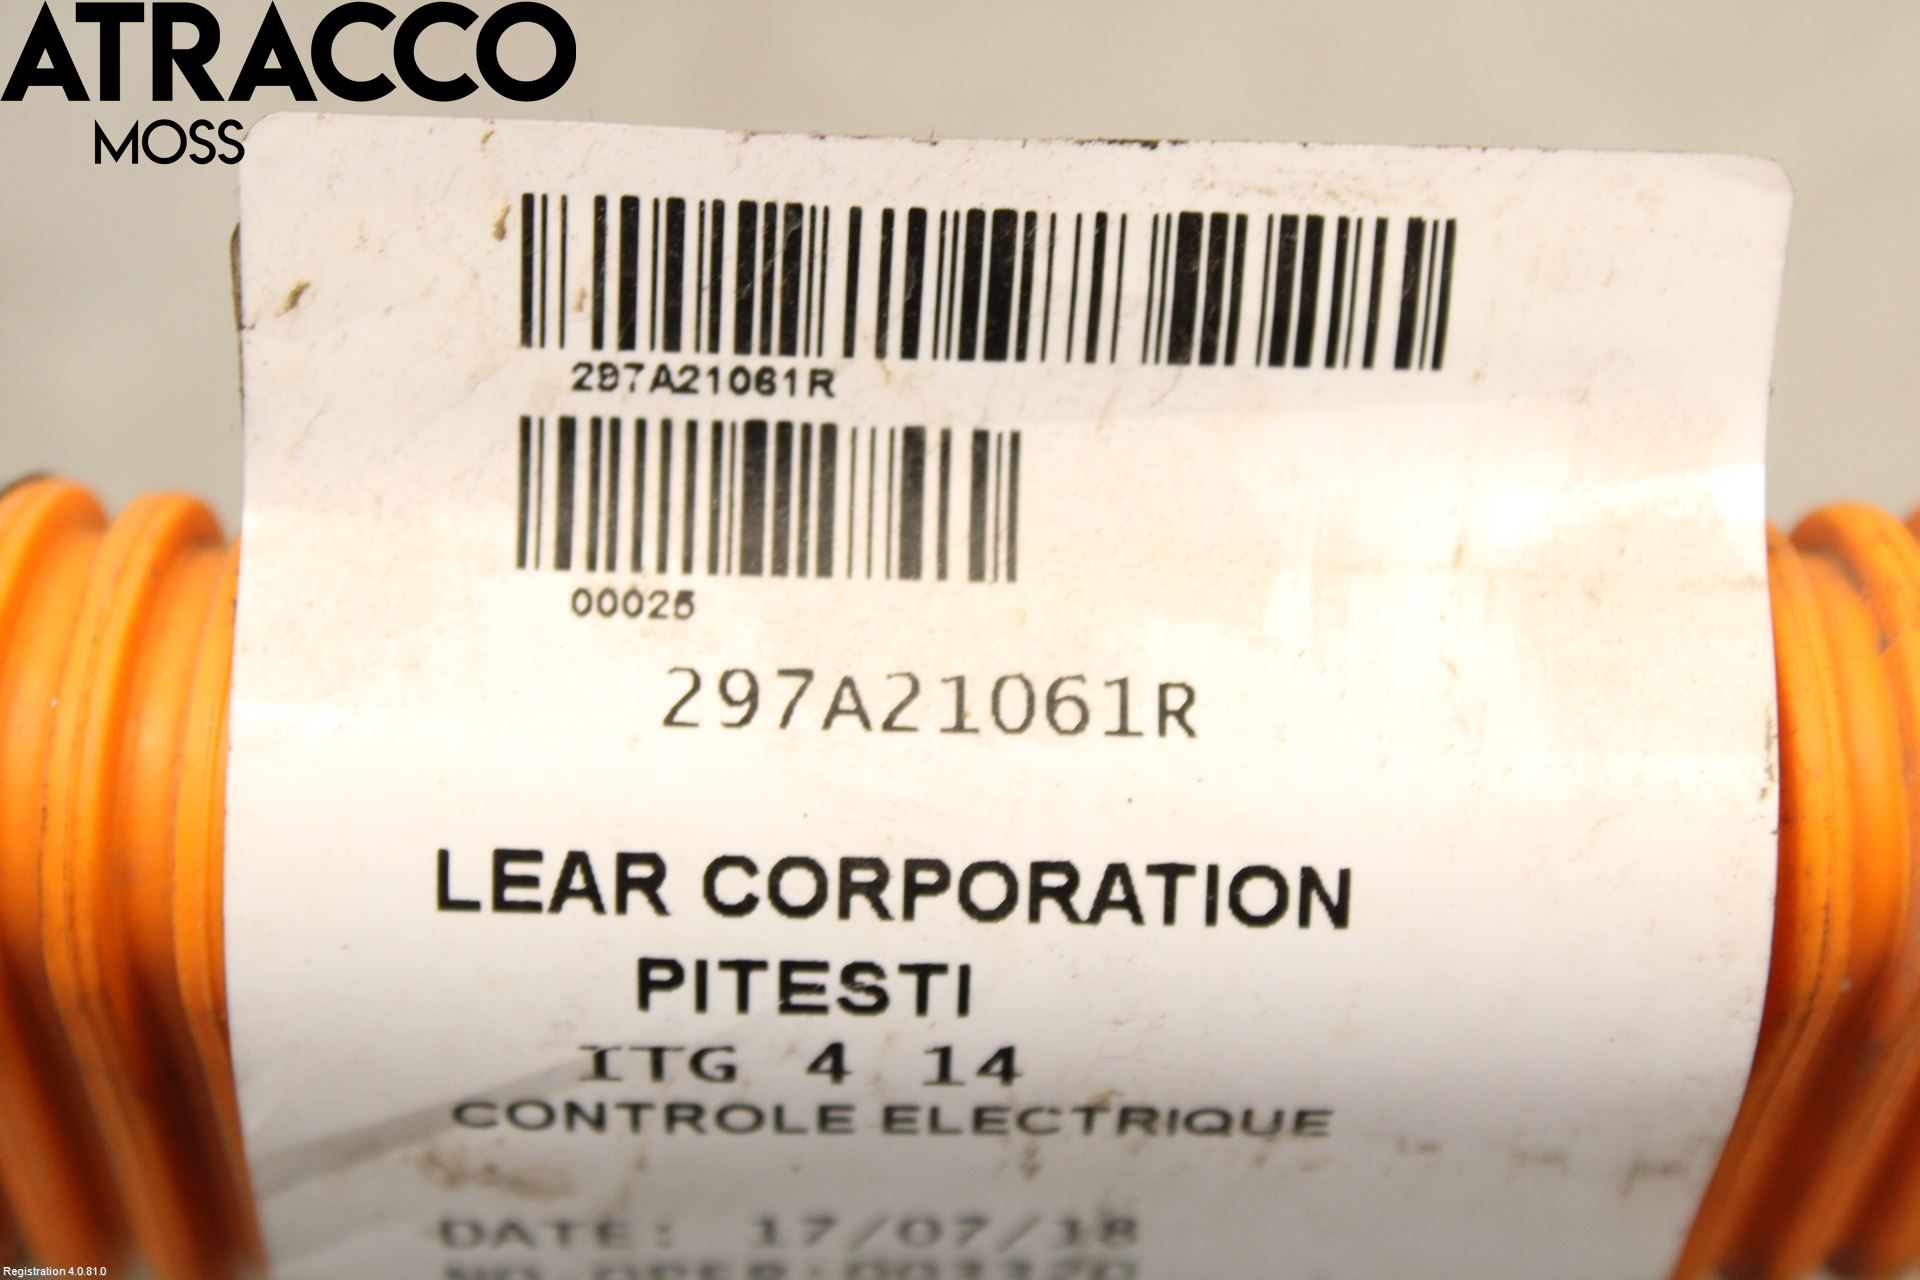 ATRACCO
MOSS
297A21061R
00025
297A21061R
LEAR CORPORATION
PITESTI
ITG 4 14
CONTROLE ELECTRIQUE
DATE: 17/07/18
Registration 4.0.81.0